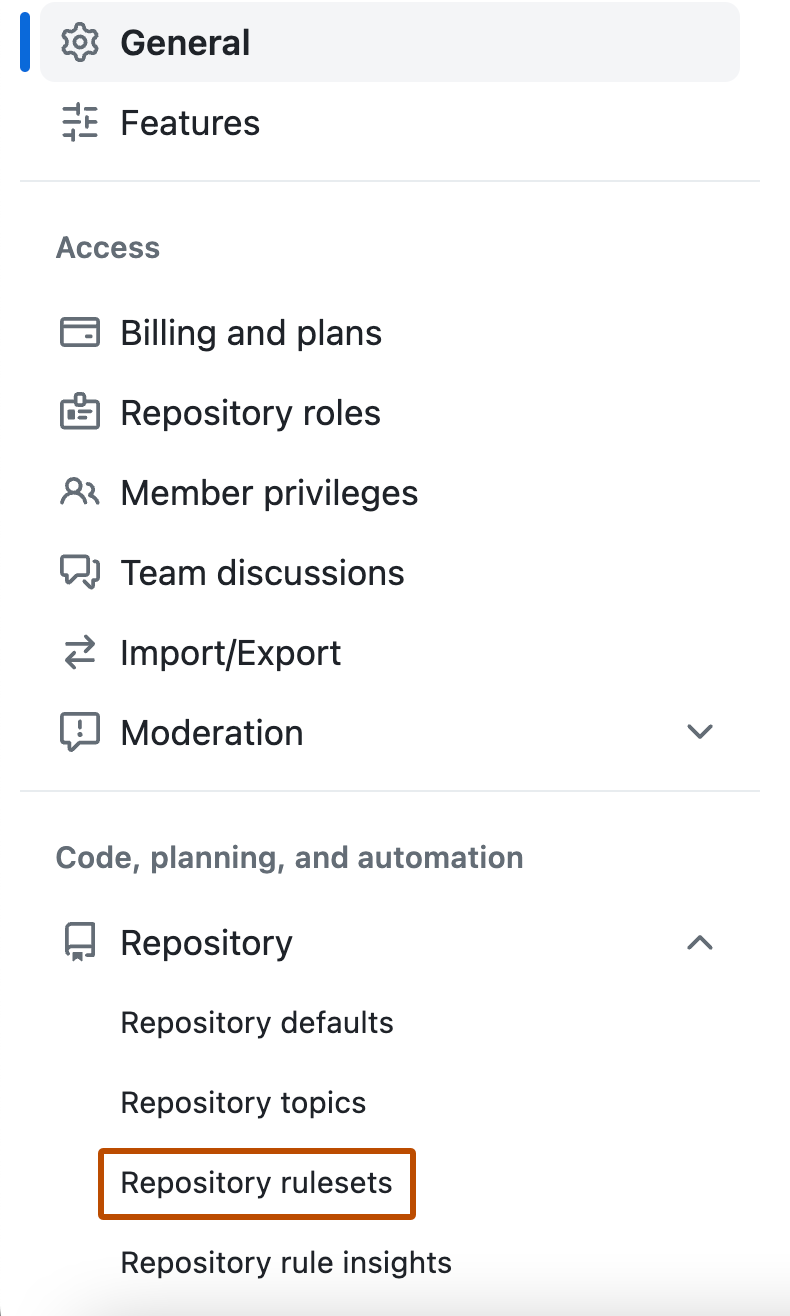 General
Features
Access
Billing and plans
Repository roles
Member privileges
Team discussions
Import/Export
Moderation
Code, planning, and automation
Repository
Repository defaults
Repository topics
Repository rulesets
Repository rule insights